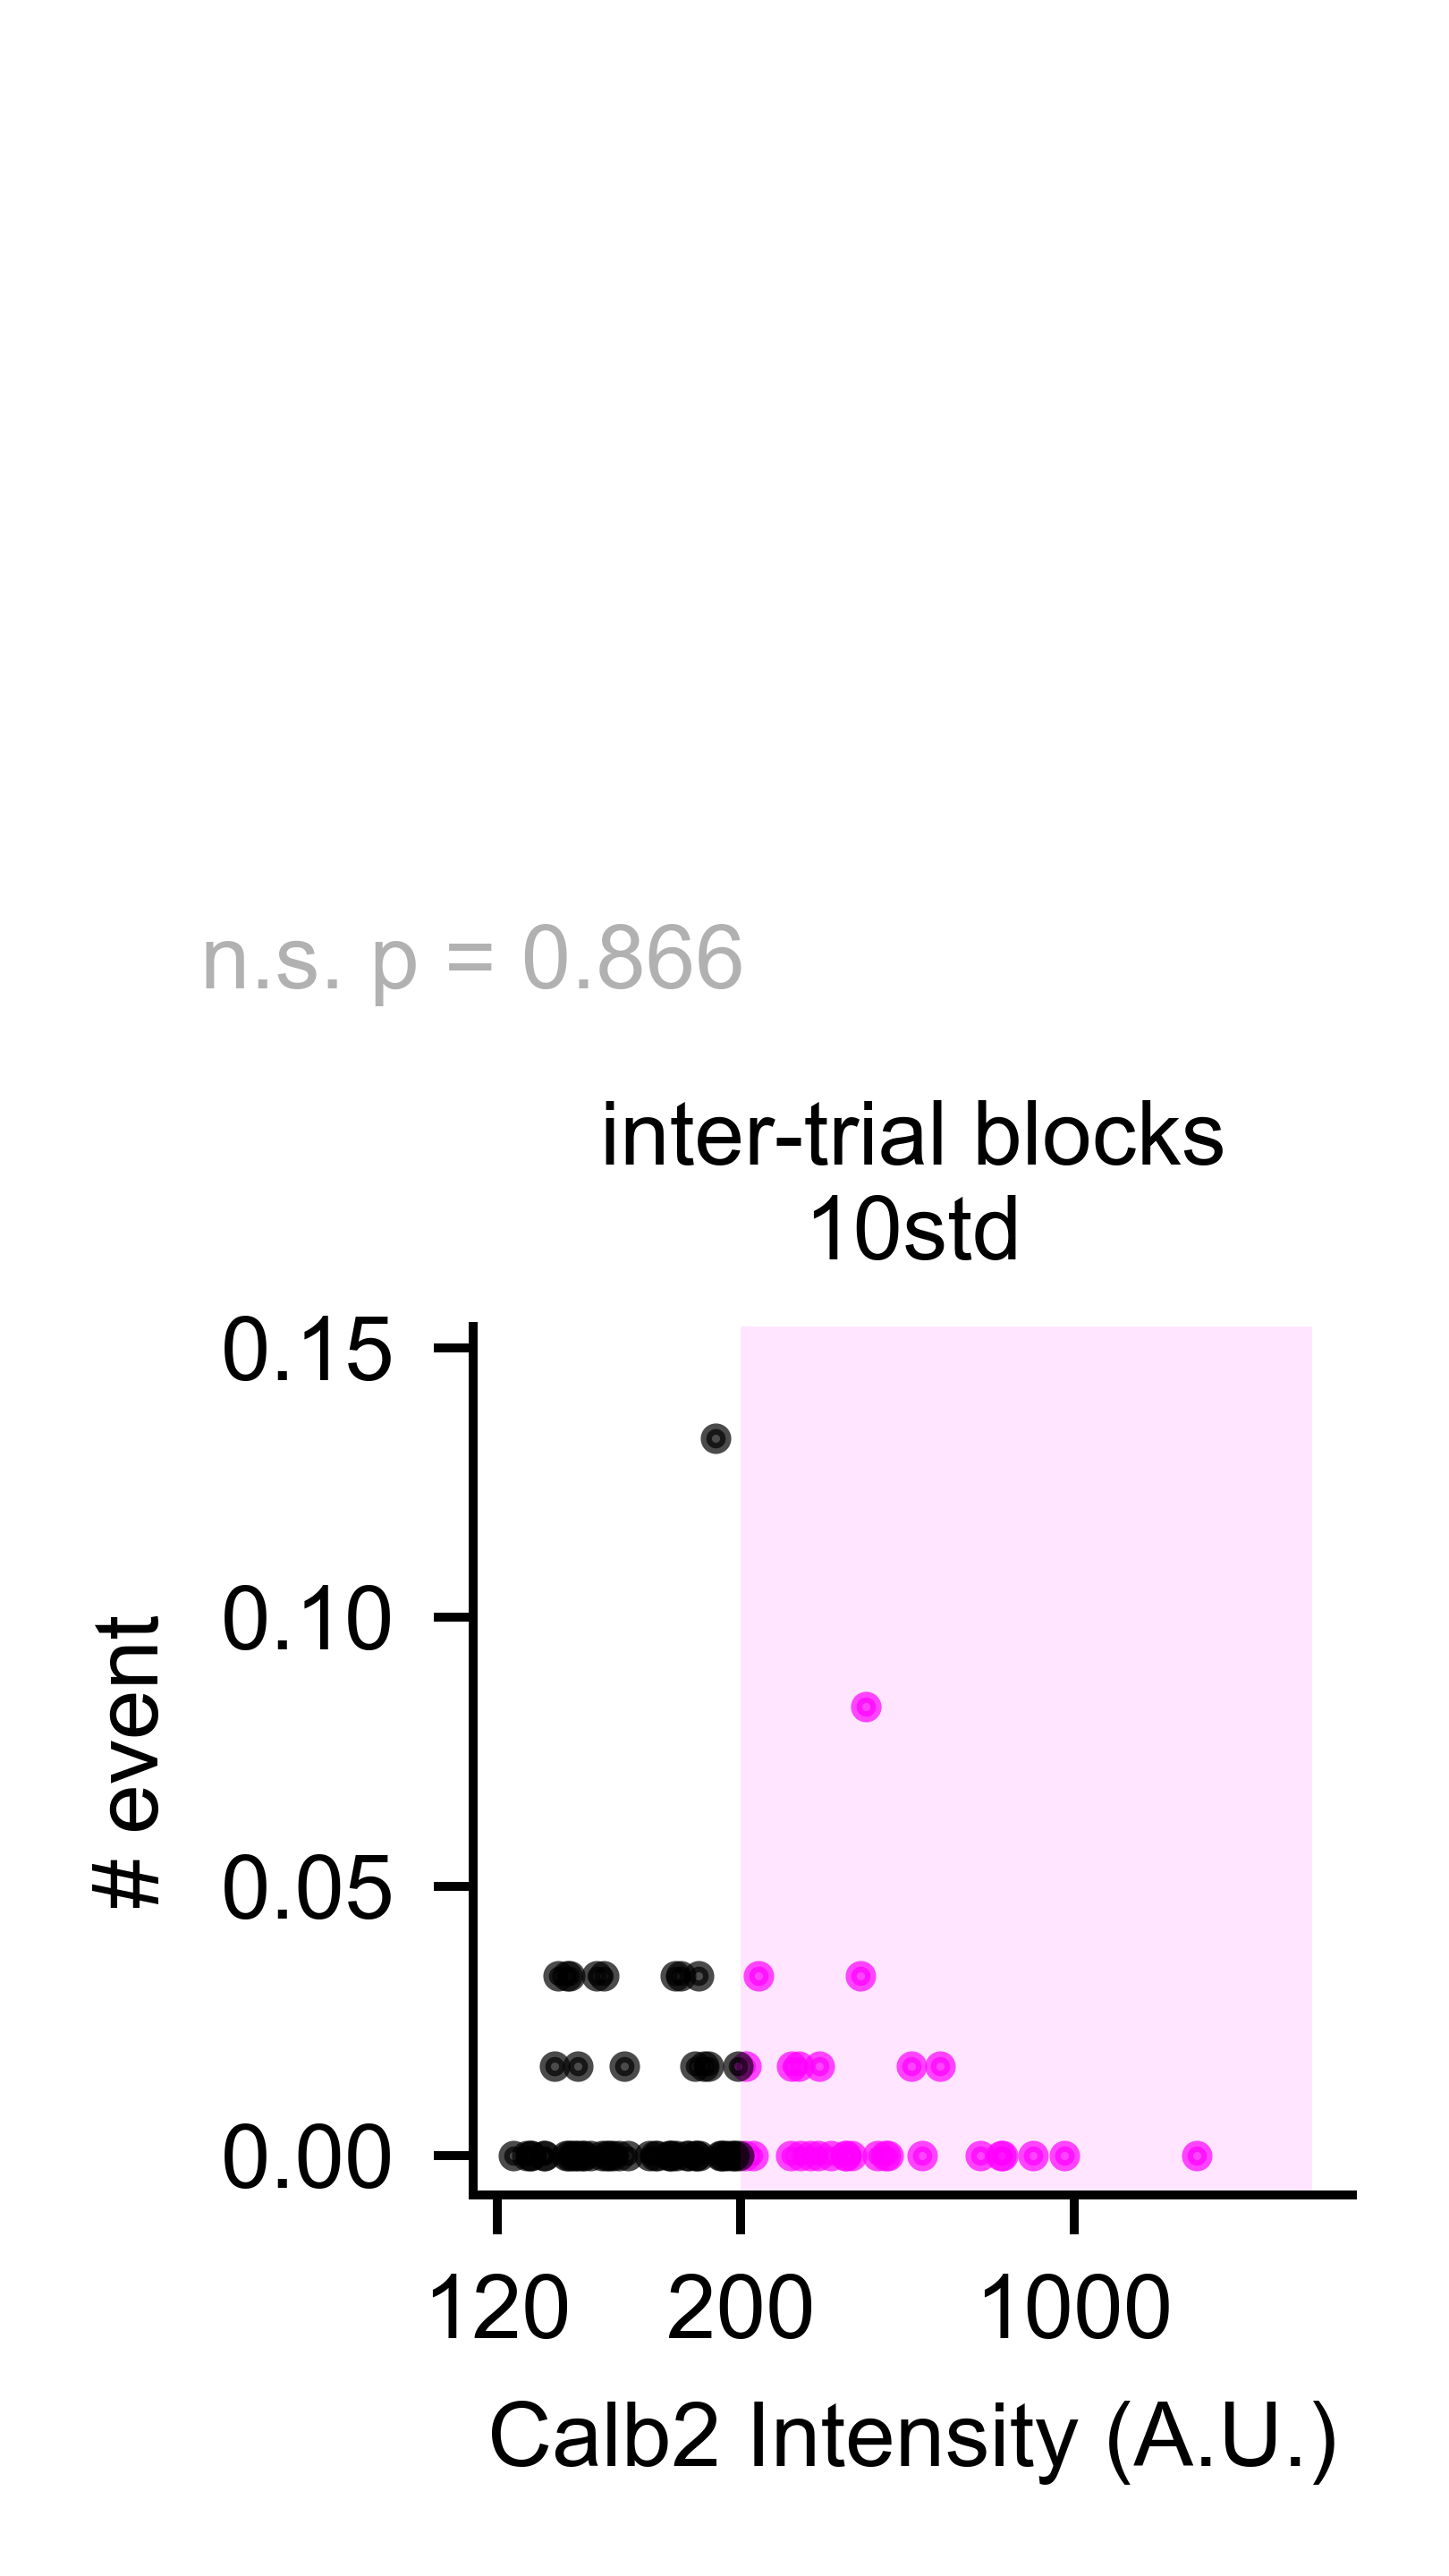 n.s. p = 0.866
inter-trial blocks
10std
0.15
0.10
0.05
0.00
# event
120 200 1000
Calb2 Intensity (A.U.)